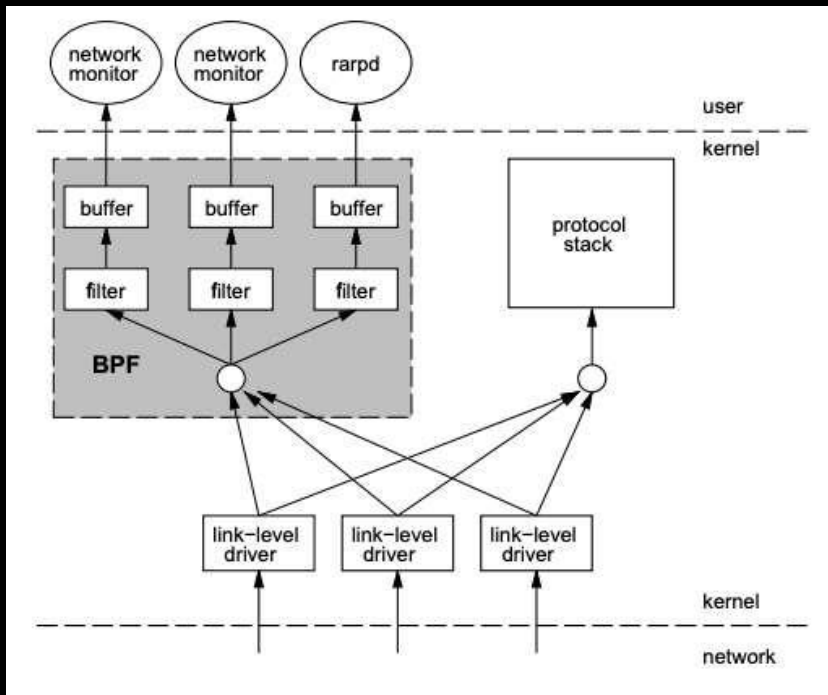 network
monitor
network
monitor
rarpd
user
kernel
buffer
buffer
buffer
protocol
stack
filter
filter
filter
BPF
link-level
driver
link-level
driver
link-level
driver
kernel
network